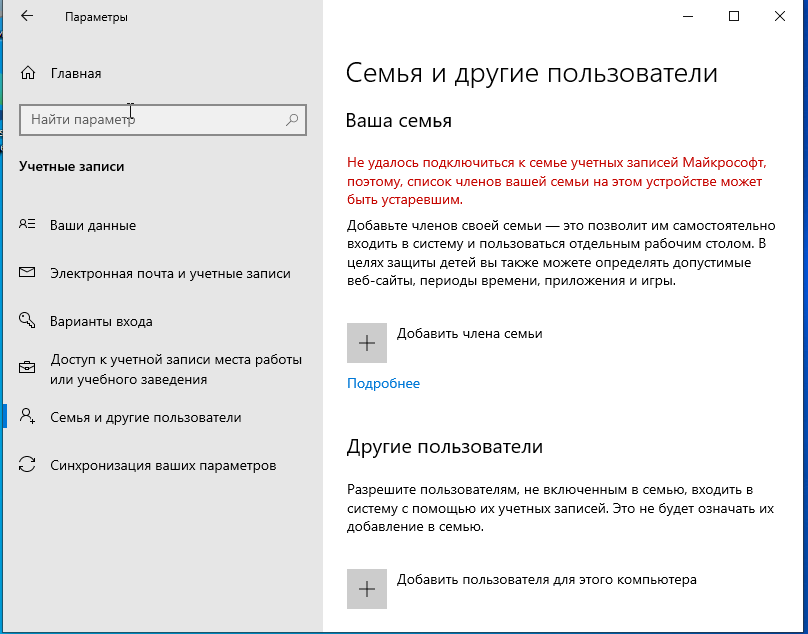 Параметры
Главная
Найти параметр
Учетные записи
Ваши данные
Электронная почта и учетные записи
Варианты входа
Доступ к учетной записи места работы
или учебного заведения
Семья и другие пользователи
Синхронизация ваших параметров
Семья и другие пользователи
Ваша семья
Не удалось подключиться к семье учетных записей Майкрософт,
поэтому, список членов вашей семьи на этом устройстве может
быть устаревшим.
Добавьте членов своей семьи — это позволит им самостоятельно
входить в систему и пользоваться отдельным рабочим столом. В
целях защиты детей вы также можете определять допустимые
веб-сайты, периоды времени, приложения и игры.
Добавить члена семьи
Подробнее
Другие пользователи
Разрешите пользователям, не включенным в семью, входить в
систему с помощью их учетных записей. Это не будет означать их
добавление в семью.
Добавить пользователя для этого компьютера